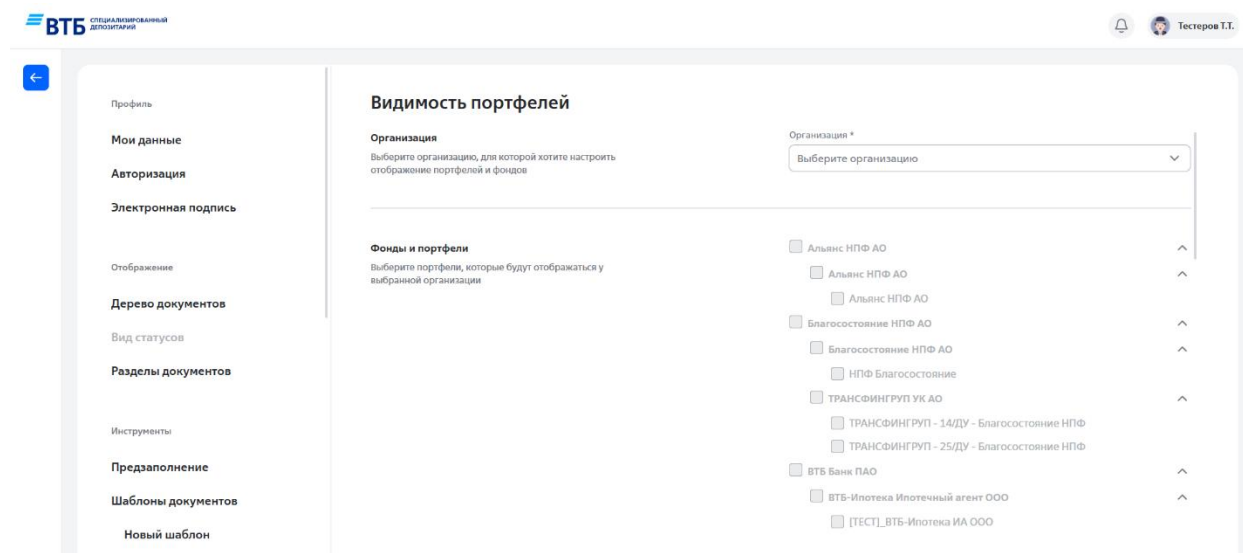 ВТБ СПЕЦИАЛИЗИРОВАННЫЙ ДЕПОЗИТАРИЙ
Тестеров Т.Т.
Профиль
Мои данные
Авторизация
Электронная подпись
Отображение
Дерево документов
Вид статусов
Разделы документов
Инструменты
Предзаполнение
Шаблоны документов
Новый шаблон
Видимость портфелей
Организация
Выберите организацию, для которой хотите настроить
отображение портфелей и фондов
Организация *
Выберите организацию
Фонды и портфели
Выберите портфели, которые будут отображаться у
выбранной организации
Альянс НПФ АО
Альянс НПФ АО
Альянс НПФ АО
Благосостояние НПФ АО
Благосостояние НПФ АО
НПФ Благосостояние
ТРАНСФИНГРУП УК АО
ТРАНСФИНГРУП - 14/ДУ - Благосостояние НПФ
ТРАНСФИНГРУП - 25/ДУ - Благосостояние НПФ
ВТБ Банк ПАО
ВТБ-Ипотека Ипотечный агент ООО
[ТЕСТ]_ВТБ-Ипотека ИА ООО